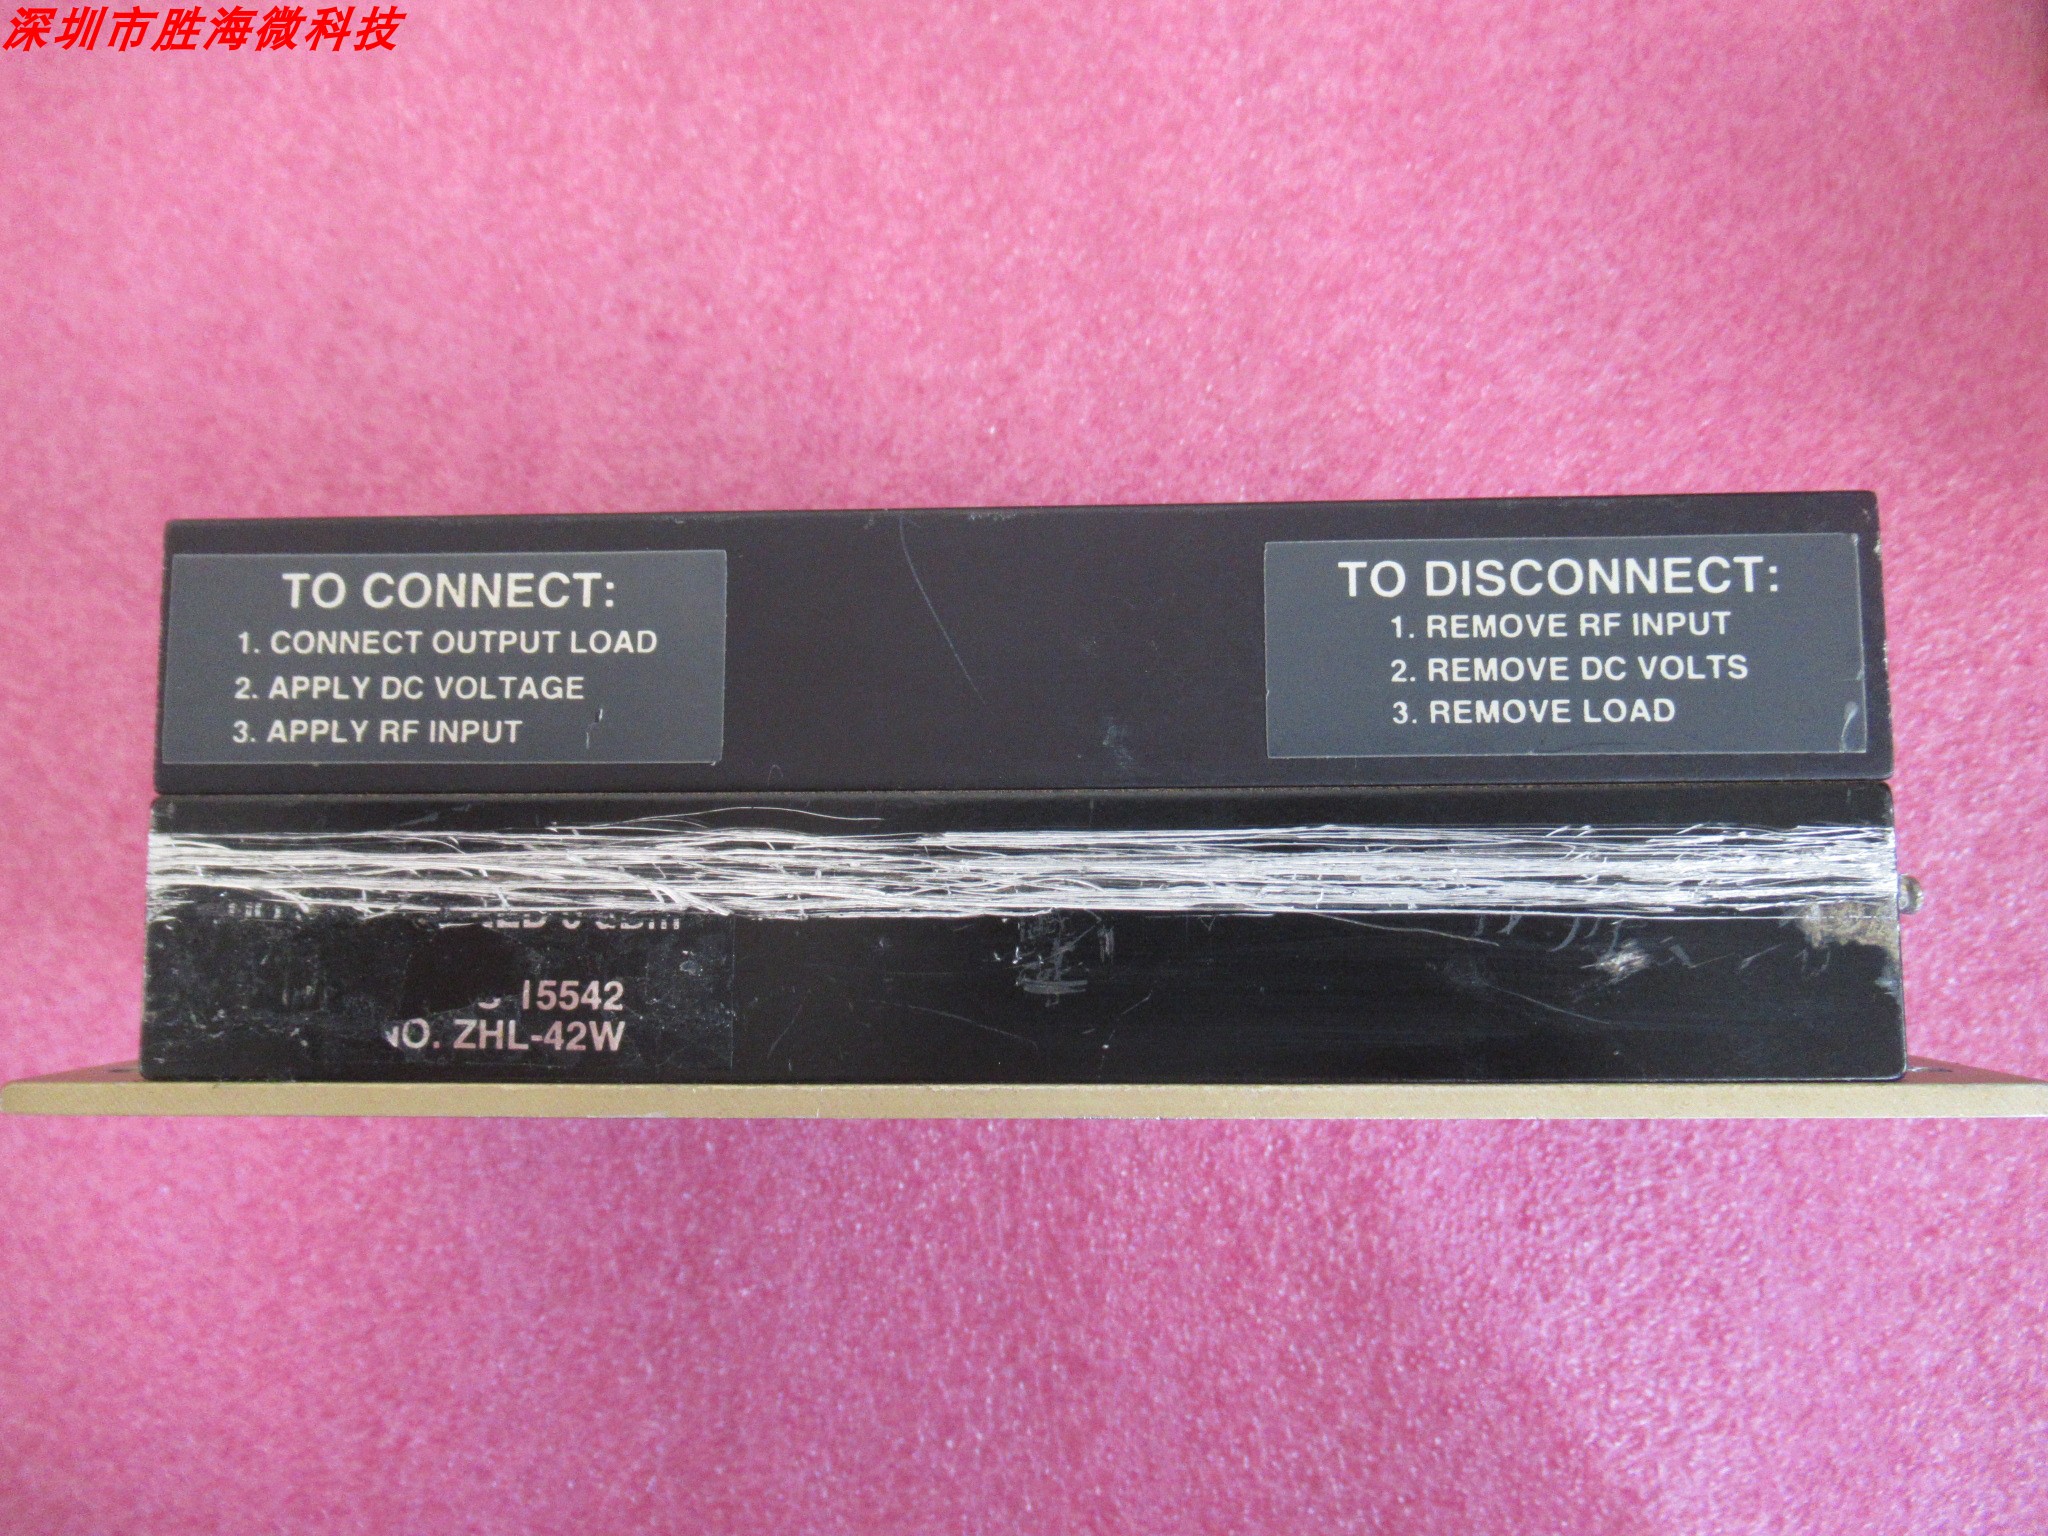 深圳市胜海微科技
TO CONNECT:
1. CONNECT OUTPUT LOAD
2. APPLY DC VOLTAGE
3. APPLY RF INPUT
TO DISCONNECT:
1. REMOVE RF INPUT
2. REMOVE DC VOLTS
3. REMOVE LOAD
dBm
15542
NO. ZHL-42W